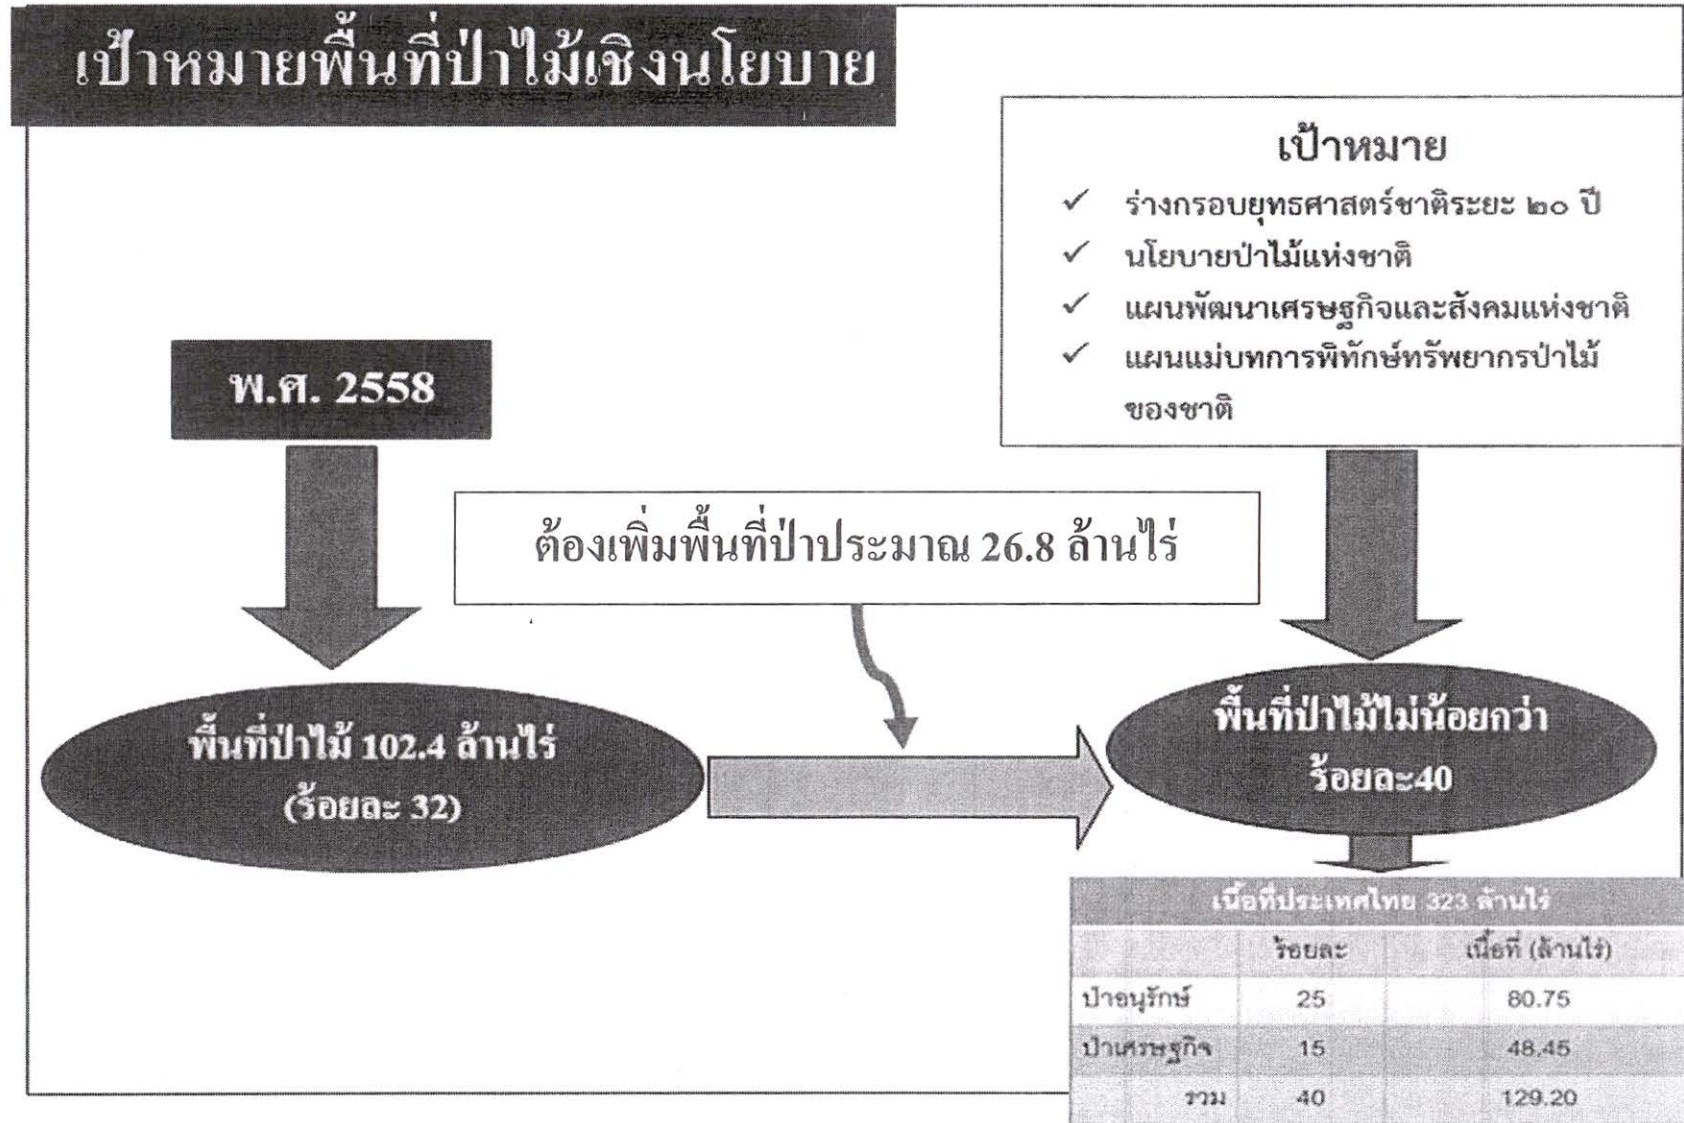 เป้าหมายพื้นที่ป่าไม้เชิงนโยบาย
เป้าหมาย
✓ ร่างกรอบยุทธศาสตร์ชาติระยะ ๒๐ ปี
✓ นโยบายป่าไม้แห่งชาติ
✓ แผนพัฒนาเศรษฐกิจและสังคมแห่งชาติ
✓ แผนแม่บทการพิทักษ์ทรัพยากรป่าไม้
ของชาติ
พ.ศ. 2558
ต้องเพิ่มพื้นที่ป่าประมาณ 26.8 ล้านไร่
พื้นที่ป่าไม้ 102.4 ล้านไร่
(ร้อยละ 32)
พื้นที่ป่าไม้ไม่น้อยกว่า
ร้อยละ40
เนื้อที่ประเทศไทย 323 ล้านไร่
ร้อยละ เนื้อที่ (ล้านไร่)
ป่าอนุรักษ์ 25 80.75
ป่าเศรษฐกิจ 15 48.45
รวม 40 129.20